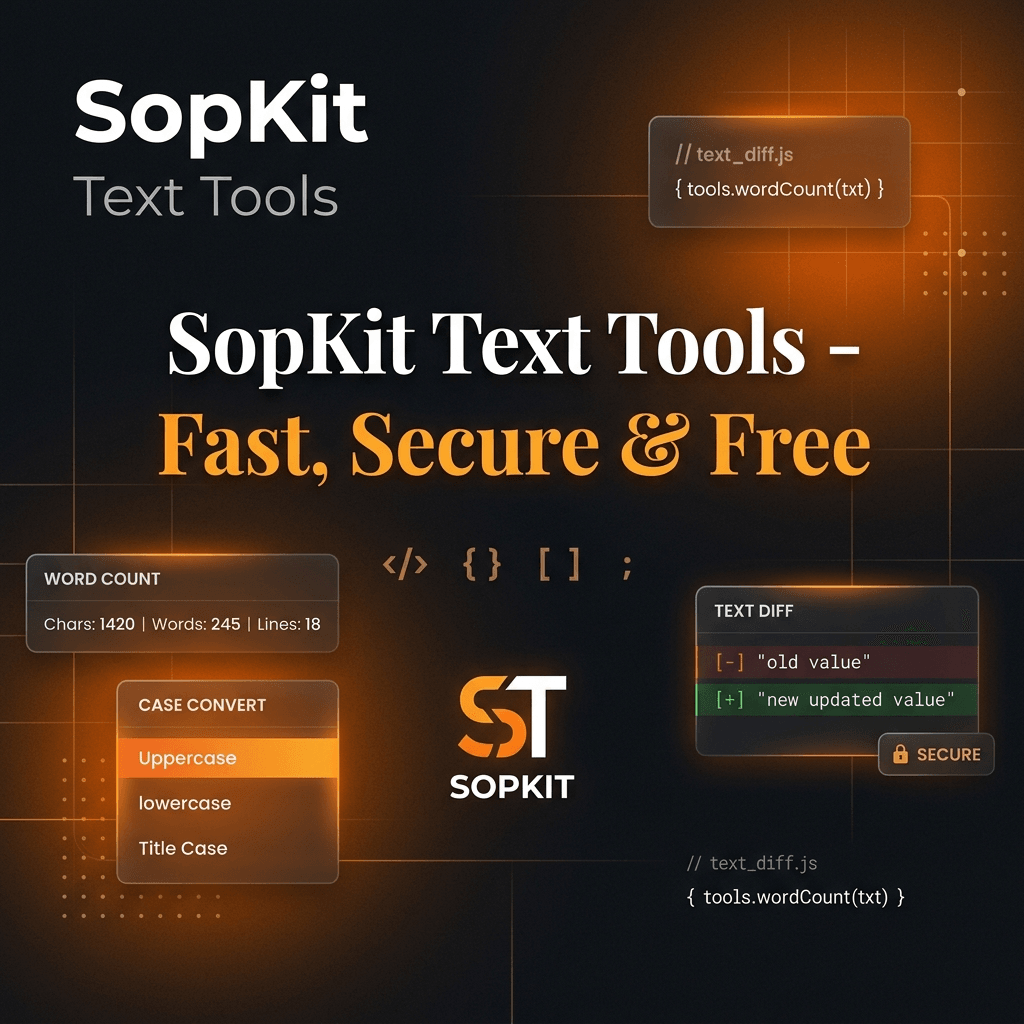 SopKit
Text Tools
// text_diff.js
{ tools.wordCount(txt) }
SopKit Text Tools -
Fast, Secure & Free
</> {} [ ] ;
WORD COUNT
Chars: 1420 | Words: 245 | Lines: 18
CASE CONVERT
Uppercase
lowercase
Title Case
ST
SOPKIT
TEXT DIFF
[-] "old value"
[+] "new updated value"
SECURE
// text_diff.js
{ tools.wordCount(txt) }